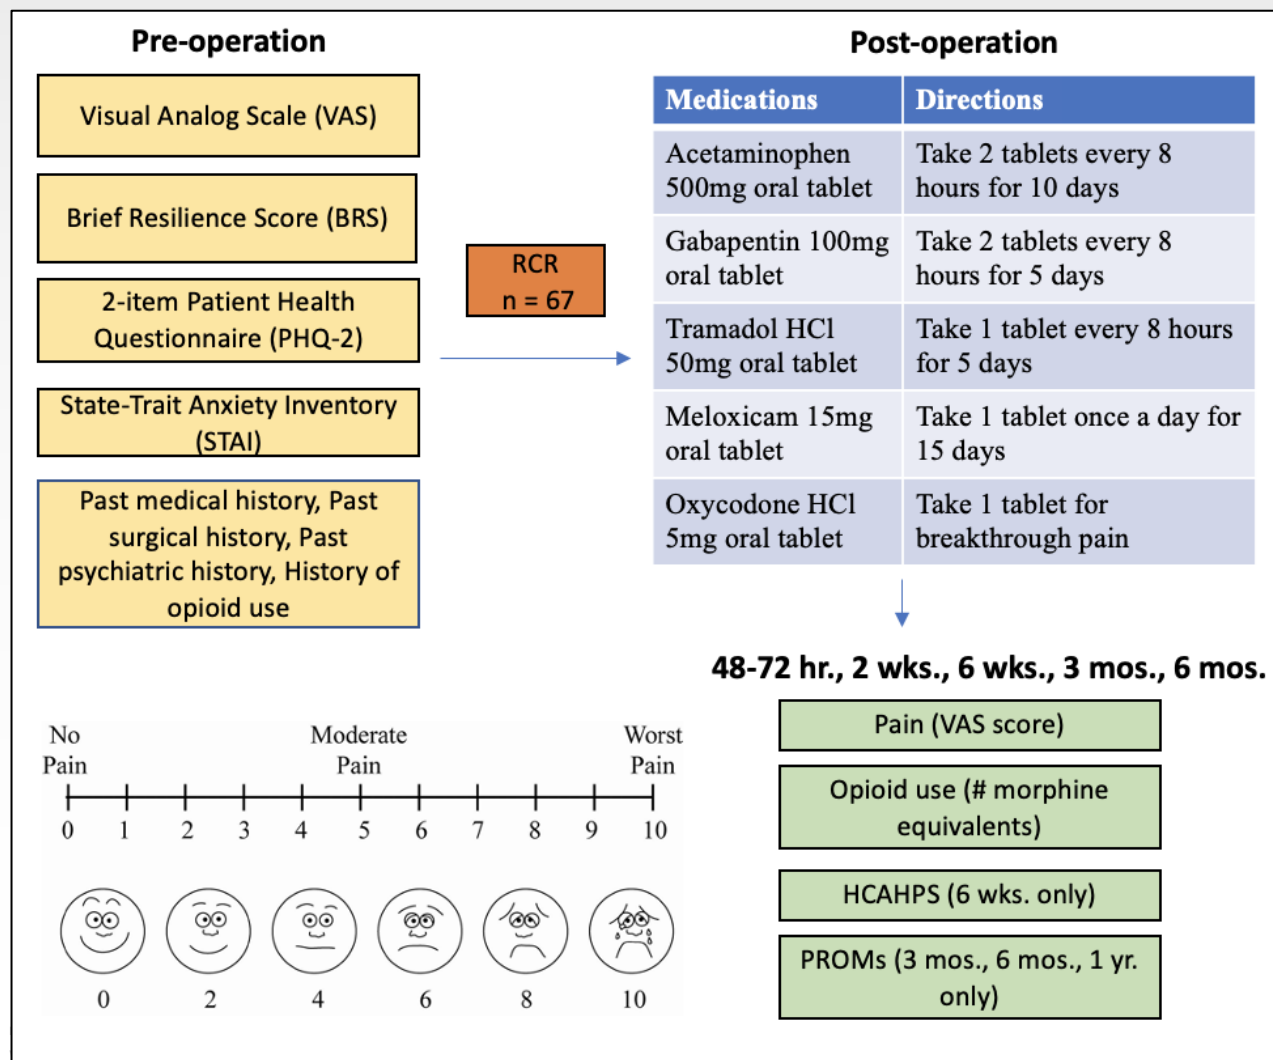 Pre-operation
Visual Analog Scale (VAS)
Brief Resilience Score (BRS)
2-item Patient Health
Questionnaire (PHQ-2)
State-Trait Anxiety Inventory
(STAI)
Past medical history, Past
surgical history, Past
psychiatric history, History of
opioid use
RCR
n = 67
Post-operation
Medications Directions
Acetaminophen
500mg oral tablet
Take 2 tablets every 8
hours for 10 days
Gabapentin 100mg
oral tablet
Take 2 tablets every 8
hours for 5 days
Tramadol HCl
50mg oral tablet
Take 1 tablet every 8 hours
for 5 days
Meloxicam 15mg
oral tablet
Take 1 tablet once a day for
15 days
Oxycodone HCl
5mg oral tablet
Take 1 tablet for
breakthrough pain
48-72 hr., 2 wks., 6 wks., 3 mos., 6 mos.
Pain (VAS score)
Opioid use (# morphine
equivalents)
HCAHPS (6 wks. only)
PROMs (3 mos., 6 mos., 1 yr.
only)
No
Pain
Moderate
Pain
Worst
Pain
0 1 2 3 4 5 6 7 8 9 10
0 2 4 6 8 10